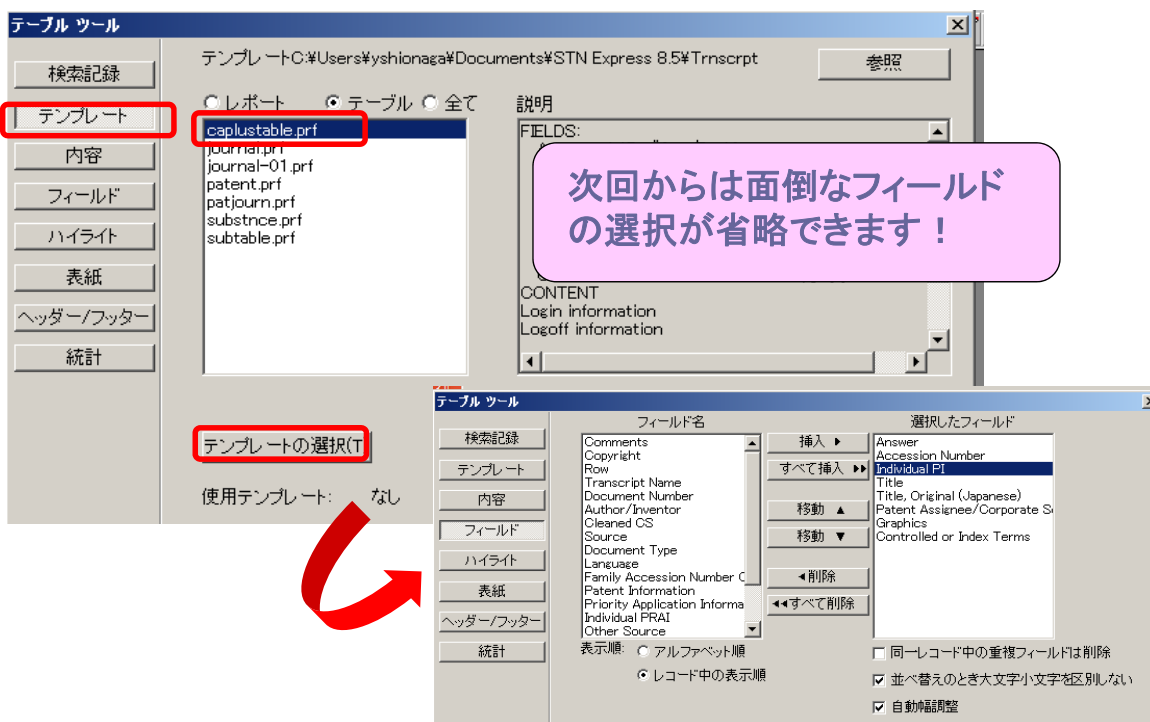 テーブル ツール
検索記録
テンプレート
内容
フィールド
ハイライト
表紙
ヘッダー/フッター
統計
テンプレートC:¥Users¥yshionaga¥Documents¥STN Express 8.5¥Trnscrpt
参照
レポート テーブル 全て
説明
caplustable.prf
journal.prf
journal-01.prf
patent.prf
patjourn.prf
substnce.prf
subtable.prf
FIELDS:
CONTENT
Login information
Logoff information
次回からは面倒なフィールド
の選択が省略できます！
テンプレートの選択(T
使用テンプレート: なし
テーブル ツール
検索記録
テンプレート
内容
フィールド
ハイライト
表紙
ヘッダー/フッター
統計
フィールド名
Comments
Copyright
Row
Transcript Name
Document Number
Author/Inventor
Cleaned CS
Source
Document Type
Language
Family Accession Number C
Patent Information
Priority Application Informa
Individual PRAI
Other Source
挿入
すべて挿入
移動 ▲
移動 ▼
削除
すべて削除
選択したフィールド
Answer
Accession Number
Individual PI
Title
Title, Original (Japanese)
Patent Assignee/Corporate S
Graphics
Controlled or Index Terms
表示順: アルファベット順
レコード中の表示順
同一レコード中の重複フィールドは削除
並べ替えのとき大文字小文字を区別しない
自動幅調整